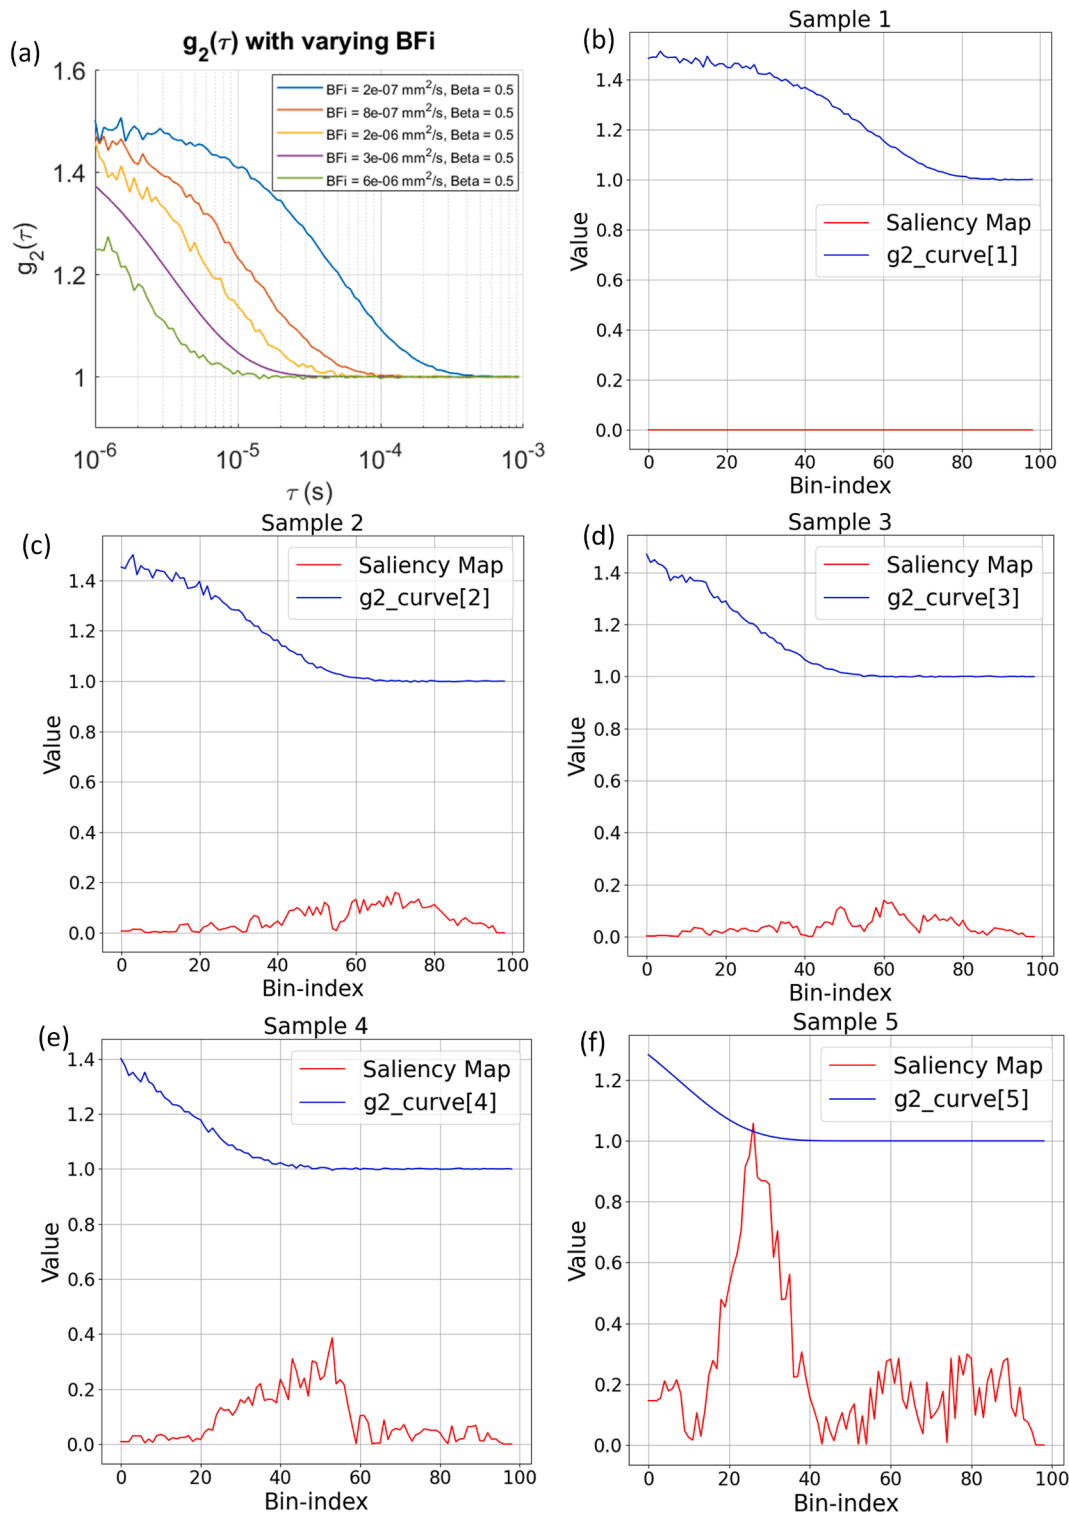 (a)
g2(τ) with varying BFi
1.6
1.4
1.2
1
g2(τ)
BFi = 2e-07 mm²/s, Beta = 0.5
BFi = 8e-07 mm²/s, Beta = 0.5
BFi = 2e-06 mm²/s, Beta = 0.5
BFi = 3e-06 mm²/s, Beta = 0.5
BFi = 6e-06 mm²/s, Beta = 0.5
10⁻⁶ 10⁻⁵ 10⁻⁴ 10⁻³
τ (s)
(b)
Sample 1
1.4
1.2
1.0
0.8
0.6
0.4
0.2
0.0
Value
Saliency Map
g2_curve[1]
0 20 40 60 80 100
Bin-index
(c)
Sample 2
1.4
1.2
1.0
0.8
0.6
0.4
0.2
0.0
Value
Saliency Map
g2_curve[2]
0 20 40 60 80 100
Bin-index
(d)
Sample 3
1.4
1.2
1.0
0.8
0.6
0.4
0.2
0.0
Value
Saliency Map
g2_curve[3]
0 20 40 60 80 100
Bin-index
(e)
Sample 4
1.4
1.2
1.0
0.8
0.6
0.4
0.2
0.0
Value
Saliency Map
g2_curve[4]
0 20 40 60 80 100
Bin-index
(f)
Sample 5
1.2
1.0
0.8
0.6
0.4
0.2
0.0
Value
Saliency Map
g2_curve[5]
0 20 40 60 80 100
Bin-index